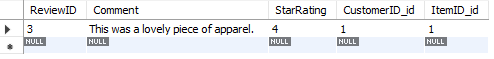 ReviewID Comment StarRating CustomerID_id ItemID_id
3 This was a lovely piece of apparel. 4 1 1
NULL NULL NULL NULL NULL